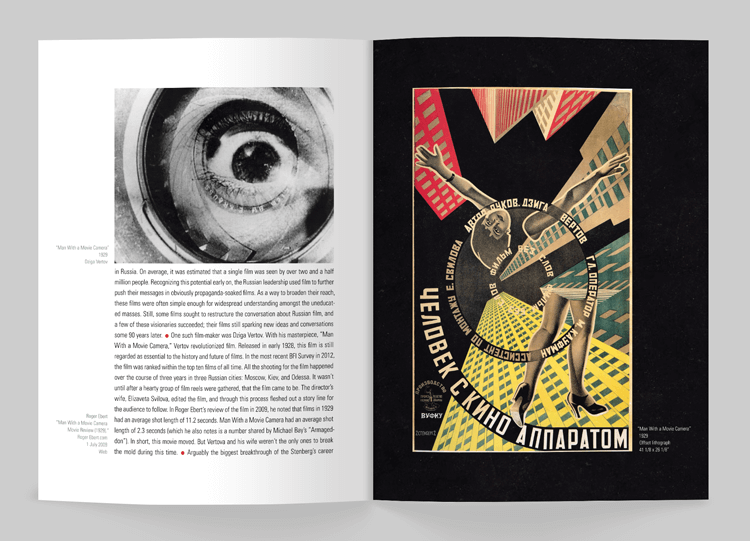 "Man With a Movie Camera"
1929
Dziga Vertov
in Russia. On average, it was estimated that a single film was seen by over two and a half
million people. Recognizing this potential early on, the Russian leadership used film to further
push their messages in obviously propaganda-soaked films. As a way to broaden their reach,
these films were often simple enough for widespread understanding amongst the uneducat-
ed masses. Still, some films sought to restructure the conversation about Russian film, and
a few of these visionaries succeeded; their films still sparking new ideas and conversations
some 90 years later. ● One such film-maker was Dziga Vertov. With his masterpiece, "Man
With a Movie Camera," Vertov revolutionized film. Released in early 1928, this film is still
regarded as essential to the history and future of films. In the most recent BFI Survey in 2012,
the film was ranked within the top ten films of all time. All the shooting for the film happened
over the course of three years in three Russian cities: Moscow, Kiev, and Odessa. It wasn't
until after a hearty group of film reels were gathered, that the film came to be. The director's
wife, Elizaveta Svilova, edited the film, and through this process fleshed out a story line for
the audience to follow. In Roger Ebert's review of the film in 2009, he noted that films in 1929
had an average shot length of 11.2 seconds. Man With a Movie Camera had an average shot
length of 2.3 seconds (which he also notes is a number shared by Michael Bay's "Armaged-
don"). In short, this movie moved. But Vertova and his wife weren't the only ones to break
the mold during this time. ● Arguably the biggest breakthrough of the Stenberg's career
Roger Ebert
"Man With a Movie Camera
Movie Review (1929),"
Roger Ebert.com
1 July 2009
Web
ДЗИГА ВЕРТОВ
ГЛ. ОПЕРАТОР М. КАУФМАН
АССИСТЕНТ ПО МОНТАЖУ Е. СВИЛОВА
ФИЛЬМ
ЧЕЛОВЕК С КИНО АППАРАТОМ
ПРОИЗВОДСТВО
ВУФКУ
"Man With a Movie Camera"
1929
Offset lithograph